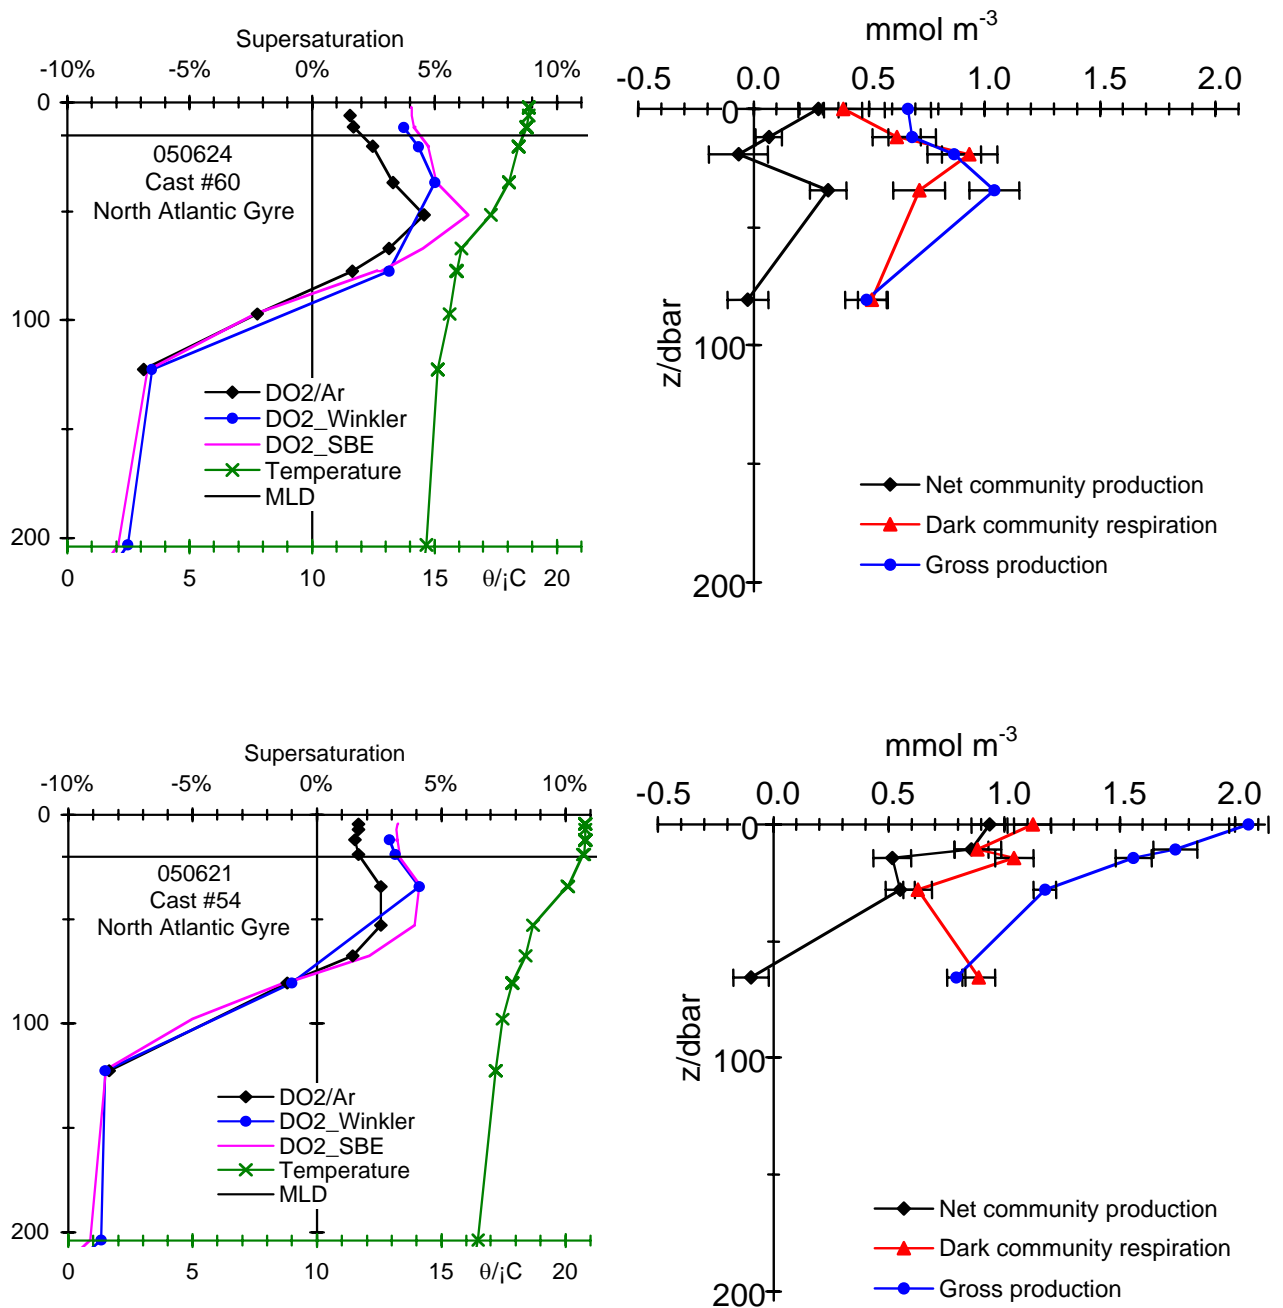 Supersaturation
-10% -5% 0% 5% 10%
0
100
200
050624
Cast #60
North Atlantic Gyre
DO2/Ar
DO2_Winkler
DO2_SBE
Temperature
MLD
0 5 10 15 θ/¡C 20
mmol m-3
-0.5 0.0 0.5 1.0 1.5 2.0
0
100
200
z/dbar
Net community production
Dark community respiration
Gross production
Supersaturation
-10% -5% 0% 5% 10%
0
100
200
050621
Cast #54
North Atlantic Gyre
DO2/Ar
DO2_Winkler
DO2_SBE
Temperature
MLD
0 5 10 15 θ/¡C 20
mmol m-3
-0.5 0.0 0.5 1.0 1.5 2.0
0
100
200
z/dbar
Net community production
Dark community respiration
Gross production